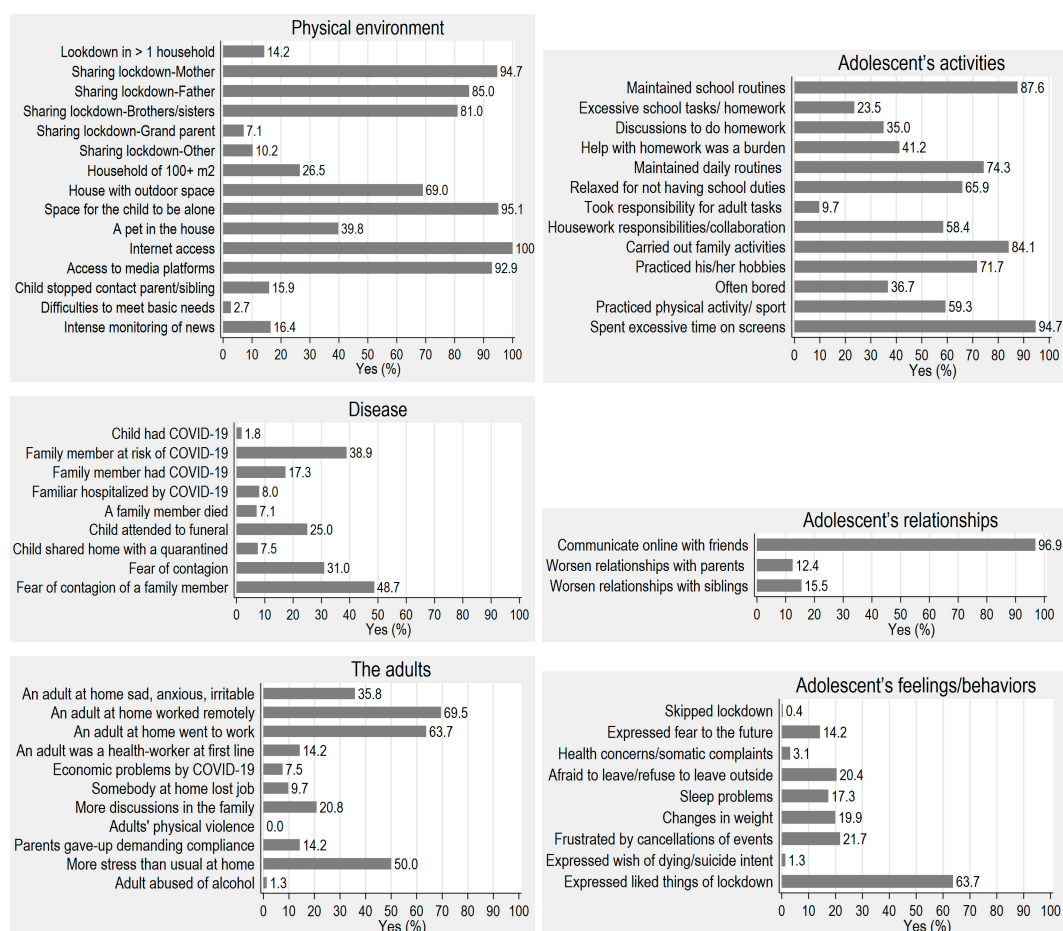 Physical environment
Lookdown in > 1 household 14.2
Sharing lockdown-Mother 94.7
Sharing lockdown-Father 85.0
Sharing lockdown-Brothers/sisters 81.0
Sharing lockdown-Grand parent 7.1
Sharing lockdown-Other 10.2
Household of 100+ m2 26.5
House with outdoor space 69.0
Space for the child to be alone 95.1
A pet in the house 39.8
Internet access 100
Access to media platforms 92.9
Child stopped contact parent/sibling 15.9
Difficulties to meet basic needs 2.7
Intense monitoring of news 16.4
0 10 20 30 40 50 60 70 80 90 100
Yes (%)
Adolescent's activities
Maintained school routines 87.6
Excessive school tasks/ homework 23.5
Discussions to do homework 35.0
Help with homework was a burden 41.2
Maintained daily routines 74.3
Relaxed for not having school duties 65.9
Took responsibility for adult tasks 9.7
Housework responsibilities/collaboration 58.4
Carried out family activities 84.1
Practiced his/her hobbies 71.7
Often bored 36.7
Practiced physical activity/ sport 59.3
Spent excessive time on screens 94.7
0 10 20 30 40 50 60 70 80 90 100
Yes (%)
Disease
Child had COVID-19 1.8
Family member at risk of COVID-19 38.9
Family member had COVID-19 17.3
Familiar hospitalized by COVID-19 8.0
A family member died 7.1
Child attended to funeral 25.0
Child shared home with a quarantined 7.5
Fear of contagion 31.0
Fear of contagion of a family member 48.7
0 10 20 30 40 50 60 70 80 90 100
Yes (%)
Adolescent's relationships
Communicate online with friends 96.9
Worsen relationships with parents 12.4
Worsen relationships with siblings 15.5
0 10 20 30 40 50 60 70 80 90 100
Yes (%)
The adults
An adult at home sad, anxious, irritable 35.8
An adult at home worked remotely 69.5
An adult at home went to work 63.7
An adult was a health-worker at first line 14.2
Economic problems by COVID-19 7.5
Somebody at home lost job 9.7
More discussions in the family 20.8
Adults' physical violence 0.0
Parents gave-up demanding compliance 14.2
More stress than usual at home 50.0
Adult abused of alcohol 1.3
0 10 20 30 40 50 60 70 80 90 100
Yes (%)
Adolescent's feelings/behaviors
Skipped lockdown 0.4
Expressed fear to the future 14.2
Health concerns/somatic complaints 3.1
Afraid to leave/refuse to leave outside 20.4
Sleep problems 17.3
Changes in weight 19.9
Frustrated by cancellations of events 21.7
Expressed wish of dying/suicide intent 1.3
Expressed liked things of lockdown 63.7
0 10 20 30 40 50 60 70 80 90 100
Yes (%)